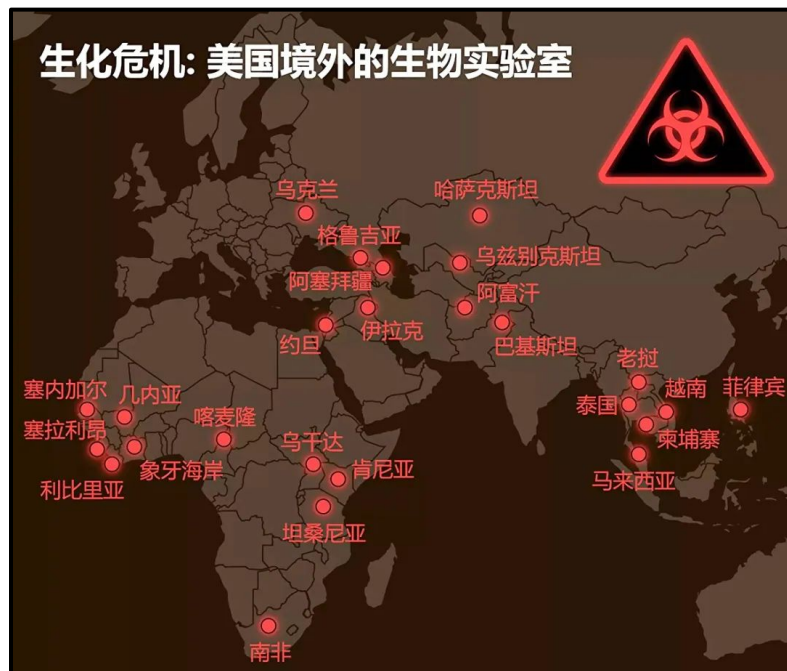 生化危机: 美国境外的生物实验室
乌克兰
哈萨克斯坦
格鲁吉亚
乌兹别克斯坦
阿塞拜疆
阿富汗
约旦
伊拉克
巴基斯坦
老挝
塞内加尔
几内亚
泰国
越南
菲律宾
塞拉利昂
喀麦隆
乌干达
柬埔寨
象牙海岸
肯尼亚
马来西亚
利比里亚
坦桑尼亚
南非